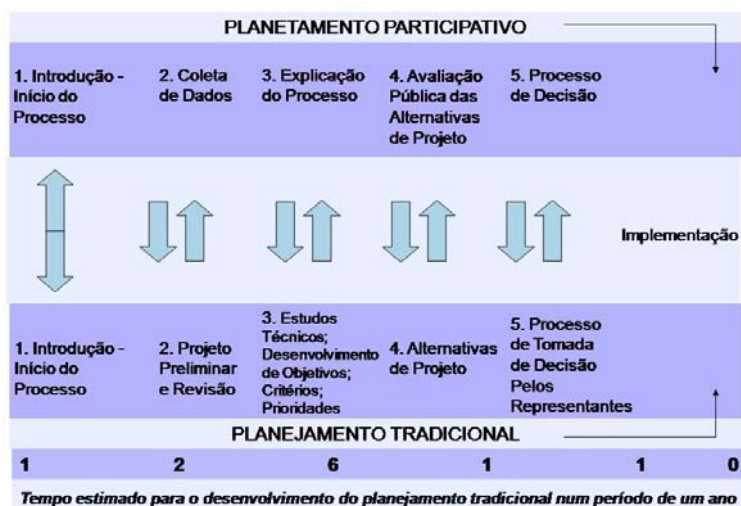 PLANETAMENTO PARTICIPATIVO
1. Introdução -
Início do
Processo
2. Coleta
de Dados
3. Explicação
do Processo
4. Avaliação
Pública das
Alternativas
de Projeto
5. Processo
de Decisão
Implementação
1. Introdução -
Início do
Processo
2. Projeto
Preliminar
e Revisão
3. Estudos
Técnicos;
Desenvolvimento
de Objetivos;
Critérios;
Prioridades
4. Alternativas
de Projeto
5. Processo
de Tomada
de Decisão
Pelos
Representantes
PLANEJAMENTO TRADICIONAL
1 2 6 1 1 0
Tempo estimado para o desenvolvimento do planejamento tradicional num período de um ano